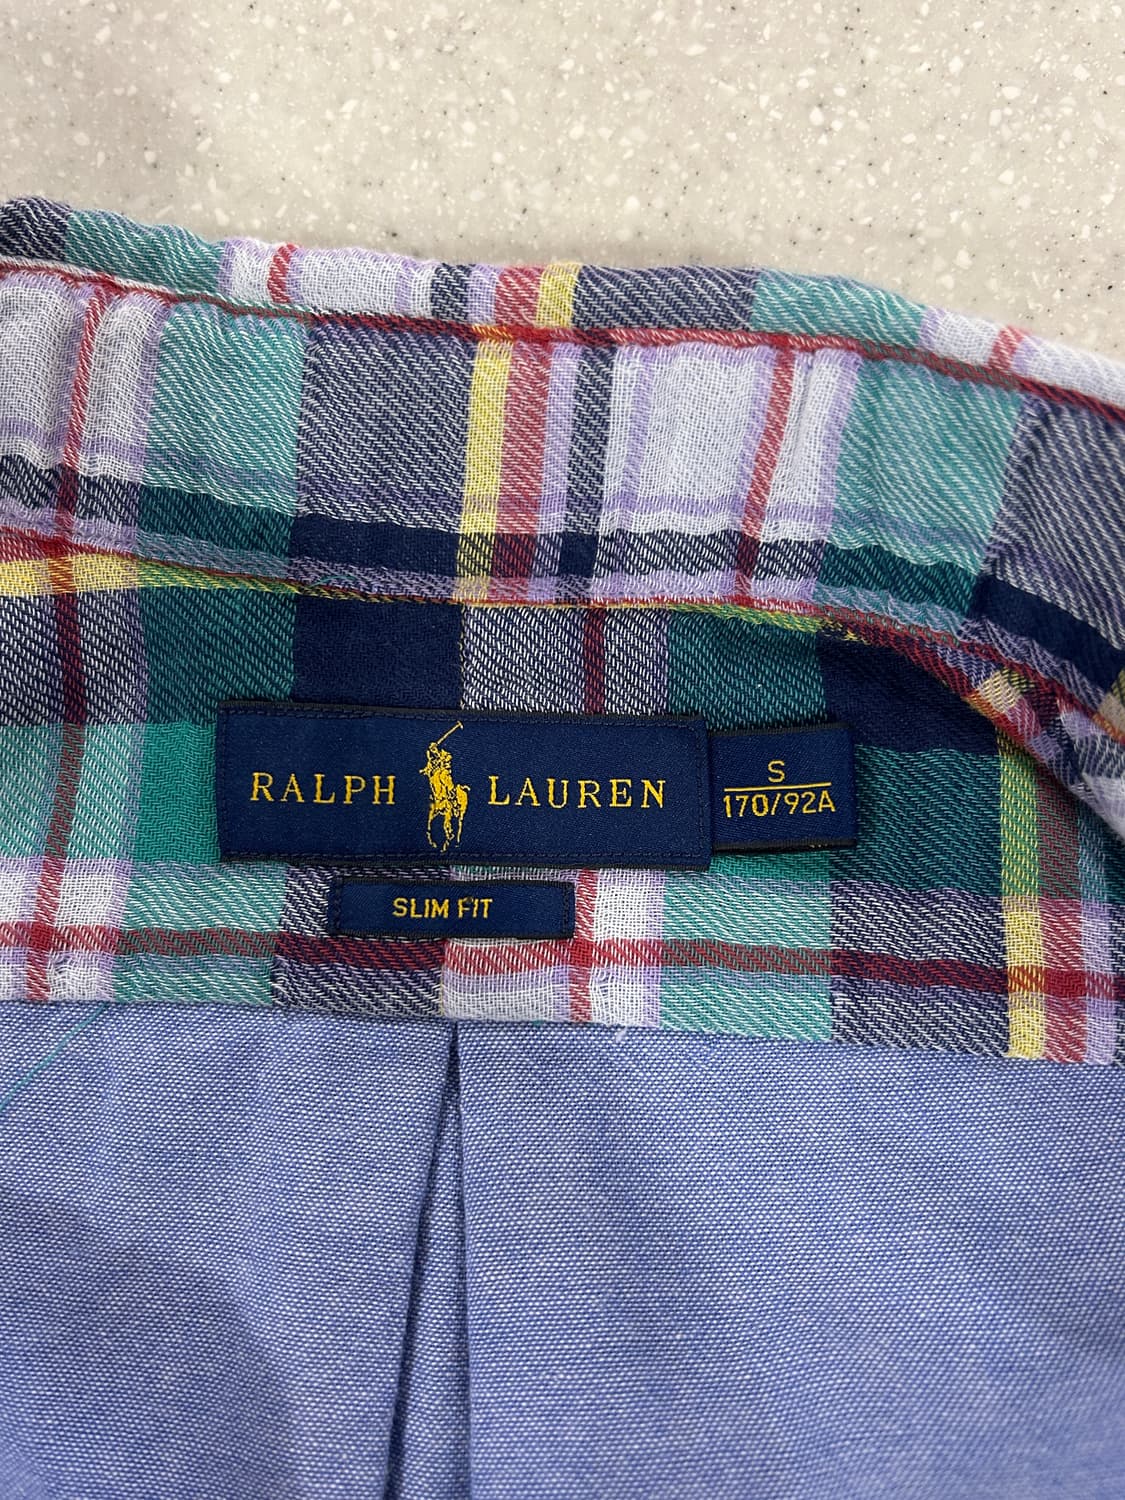 RALPH LAUREN
S
170/92A
SLIM FIT